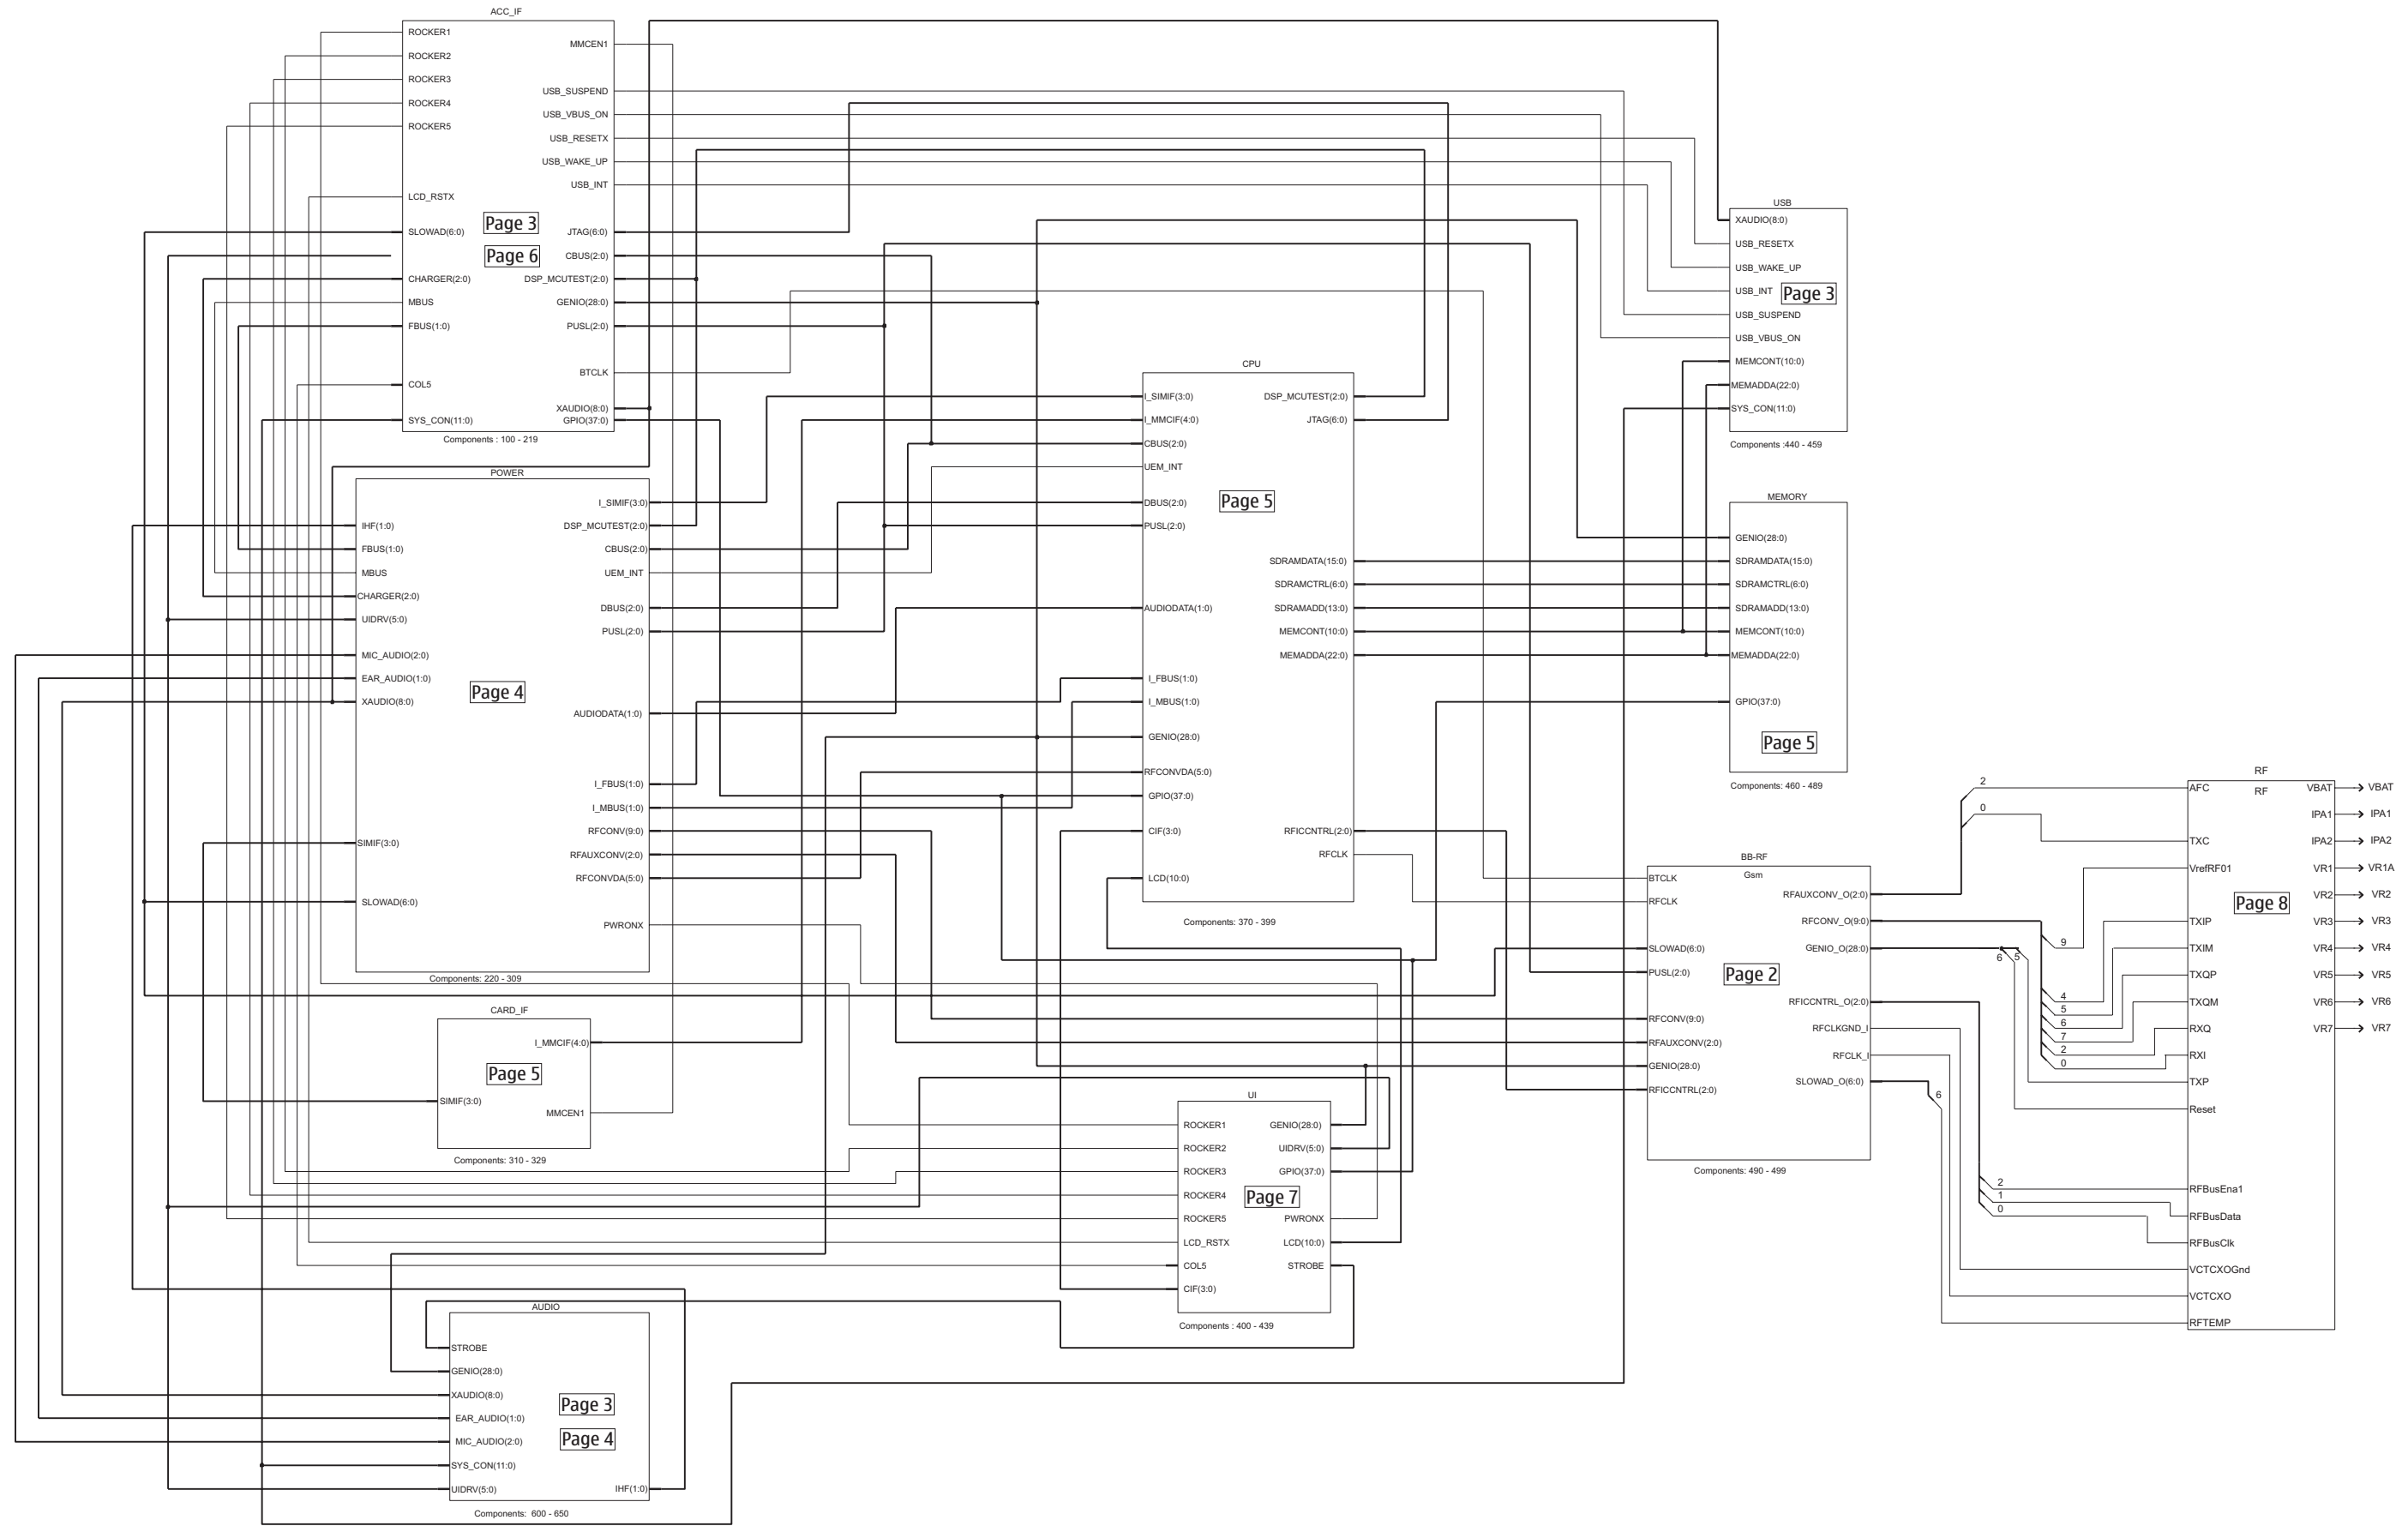 ACC_IF
ROCKER1
ROCKER2
ROCKER3
ROCKER4
ROCKER5
LCD_RSTX
SLOWAD(6:0)
CHARGER(2:0)
MBUS
FBUS(1:0)
COL5
SYS_CON(11:0)
MMCEN1
USB_SUSPEND
USB_VBUS_ON
USB_RESETX
USB_WAKE_UP
USB_INT
JTAG(6:0)
CBUS(2:0)
DSP_MCUTEST(2:0)
GENIO(28:0)
PUSL(2:0)
BTCLK
XAUDIO(8:0)
GPIO(37:0)
Page 3
Page 6
Components : 100 - 219
POWER
IHF(1:0)
FBUS(1:0)
MBUS
CHARGER(2:0)
UIDRV(5:0)
MIC_AUDIO(2:0)
EAR_AUDIO(1:0)
XAUDIO(8:0)
SIMIF(3:0)
SLOWAD(6:0)
I_SIMIF(3:0)
DSP_MCUTEST(2:0)
CBUS(2:0)
UEM_INT
DBUS(2:0)
PUSL(2:0)
AUDIODATA(1:0)
I_FBUS(1:0)
I_MBUS(1:0)
RFCONV(9:0)
RFAUXCONV(2:0)
RFCONVDA(5:0)
PWRONX
Page 4
Components: 220 - 309
CARD_IF
I_MMCIF(4:0)
SIMIF(3:0)
MMCEN1
Page 5
Components: 310 - 329
AUDIO
STROBE
GENIO(28:0)
XAUDIO(8:0)
EAR_AUDIO(1:0)
MIC_AUDIO(2:0)
SYS_CON(11:0)
UIDRV(5:0)
IHF(1:0)
Page 3
Page 4
Components: 600 - 650
CPU
I_SIMIF(3:0)
I_MMCIF(4:0)
CBUS(2:0)
UEM_INT
DBUS(2:0)
PUSL(2:0)
AUDIODATA(1:0)
I_FBUS(1:0)
I_MBUS(1:0)
GENIO(28:0)
RFCONVDA(5:0)
GPIO(37:0)
CIF(3:0)
LCD(10:0)
DSP_MCUTEST(2:0)
JTAG(6:0)
SDRAMDATA(15:0)
SDRAMCTRL(6:0)
SDRAMADD(13:0)
MEMCONT(10:0)
MEMADDA(22:0)
RFICCNTRL(2:0)
RFCLK
Page 5
Components: 370 - 399
UI
ROCKER1
ROCKER2
ROCKER3
ROCKER4
ROCKER5
LCD_RSTX
COL5
CIF(3:0)
GENIO(28:0)
UIDRV(5:0)
GPIO(37:0)
PWRONX
LCD(10:0)
STROBE
Page 7
Components : 400 - 439
USB
XAUDIO(8:0)
USB_RESETX
USB_WAKE_UP
USB_INT
USB_SUSPEND
USB_VBUS_ON
MEMCONT(10:0)
MEMADDA(22:0)
SYS_CON(11:0)
Page 3
Components :440 - 459
MEMORY
GENIO(28:0)
SDRAMDATA(15:0)
SDRAMCTRL(6:0)
SDRAMADD(13:0)
MEMCONT(10:0)
MEMADDA(22:0)
GPIO(37:0)
Page 5
Components: 460 - 489
BB-RF
Gsm
BTCLK
RFCLK
SLOWAD(6:0)
PUSL(2:0)
RFCONV(9:0)
RFAUXCONV(2:0)
GENIO(28:0)
RFICCNTRL(2:0)
RFAUXCONV_O(2:0)
RFCONV_O(9:0)
GENIO_O(28:0)
RFICCNTRL_O(2:0)
RFCLKGND_I
RFCLK_I
SLOWAD_O(6:0)
Page 2
Components: 490 - 499
2
0
9
6
5
4
5
6
7
2
0
6
2
1
0
RF
RF
AFC
TXC
VrefRF01
TXIP
TXIM
TXQP
TXQM
RXQ
RXI
TXP
Reset
RFBusEna1
RFBusData
RFBusClk
VCTCXOGnd
VCTCXO
RFTEMP
Page 8
VBAT VBAT
IPA1 IPA1
IPA2 IPA2
VR1 VR1A
VR2 VR2
VR3 VR3
VR4 VR4
VR5 VR5
VR6 VR6
VR7 VR7